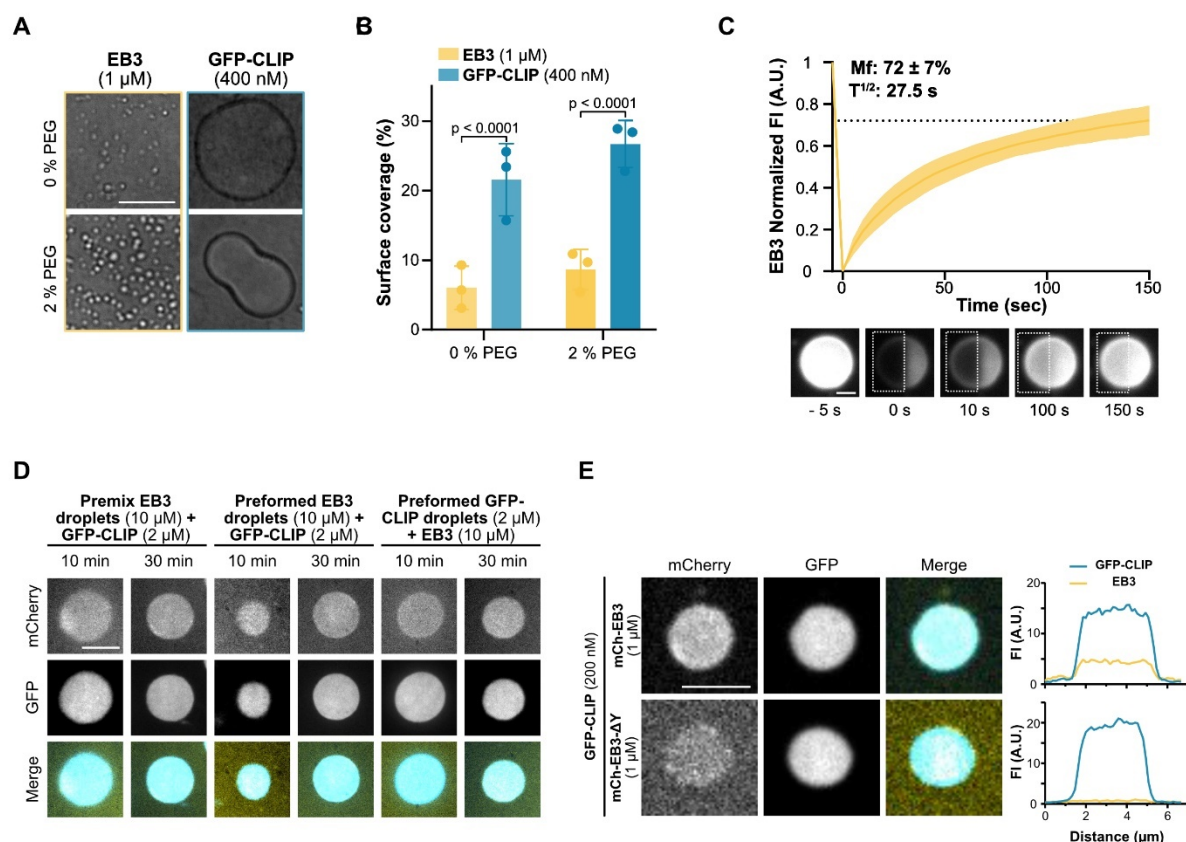 A
EB3
(1 µM)
GFP-CLIP
(400 nM)
0 % PEG
2 % PEG
B
EB3 (1 µM)
GFP-CLIP (400 nM)
p < 0.0001
p < 0.0001
Surface coverage (%)
30
20
10
0
0 % PEG
2 % PEG
C
EB3 Normalized FI (A.U.)
1
0.8
0.6
0.4
0.2
0
Mf: 72 ± 7%
T1/2: 27.5 s
0
50
100
150
Time (sec)
- 5 s
0 s
10 s
100 s
150 s
D
Premix EB3
droplets (10 µM) +
GFP-CLIP (2 µM)
Preformed EB3
droplets (10 µM) +
GFP-CLIP (2 µM)
Preformed GFP-
CLIP droplets (2 µM)
+ EB3 (10 µM)
10 min
30 min
10 min
30 min
10 min
30 min
mCherry
GFP
Merge
E
mCherry
GFP
Merge
GFP-CLIP (200 nM)
mCh-EB3
(1 µM)
mCh-EB3-ΔY
(1 µM)
GFP-CLIP
EB3
FI (A.U.)
20
15
10
5
0
FI (A.U.)
20
15
10
5
0
0
2
4
6
Distance (µm)